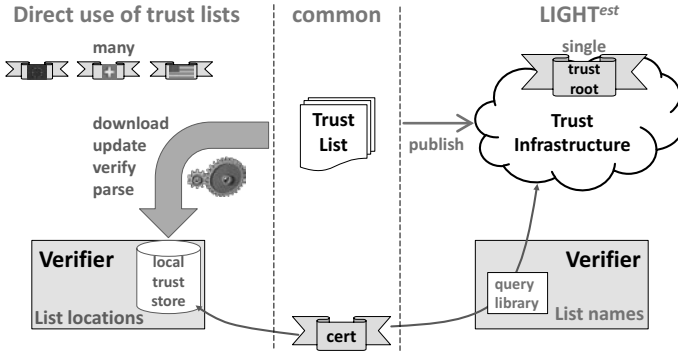 Direct use of trust lists
common
LIGHTest
many
single
trust
root
download
update
verify
parse
Trust
List
publish
Trust
Infrastructure
Verifier
local
trust
store
List locations
cert
Verifier
query
library
List names